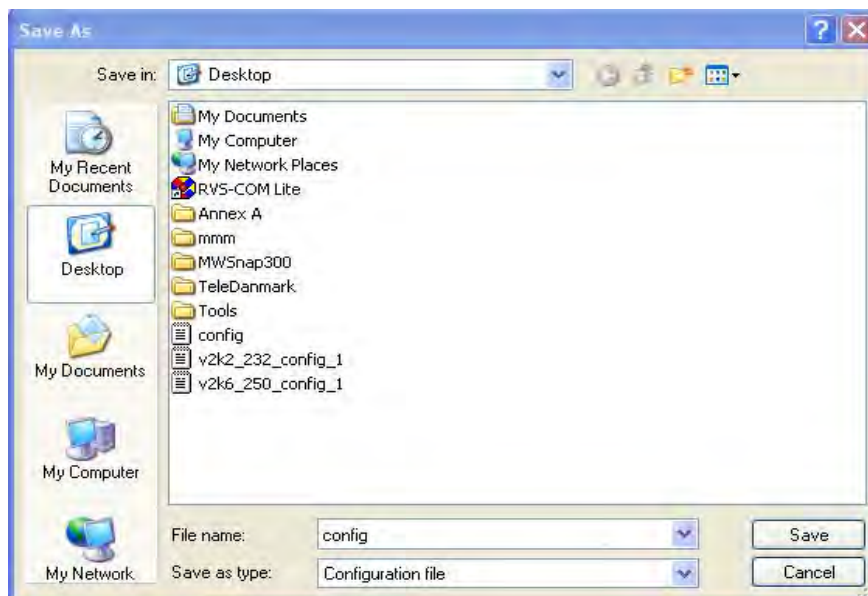 Save As
Save in: Desktop
My Recent Documents
Desktop
My Documents
My Computer
My Network
My Documents
My Computer
My Network Places
RVS-COM Lite
Annex A
mmm
MWSnap300
TeleDanmark
Tools
config
v2k2_232_config_1
v2k6_250_config_1
File name: config Save
Save as type: Configuration file Cancel